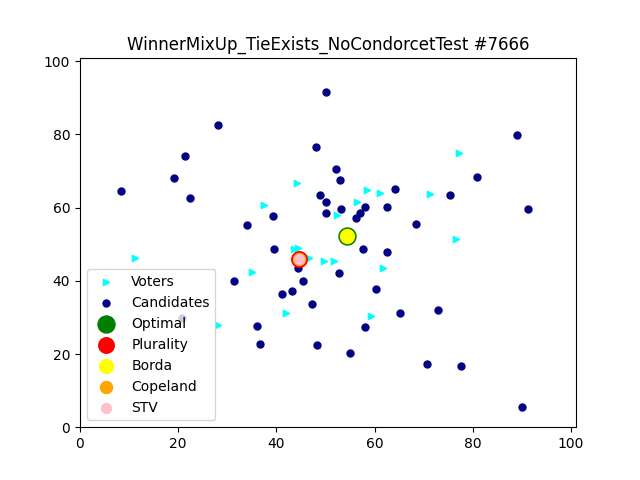 WinnerMixUp_TieExists_NoCondorcetTest #7666
100
80
60
40
20
0
Voters
Candidates
Optimal
Plurality
Borda
Copeland
STV
0 20 40 60 80 100